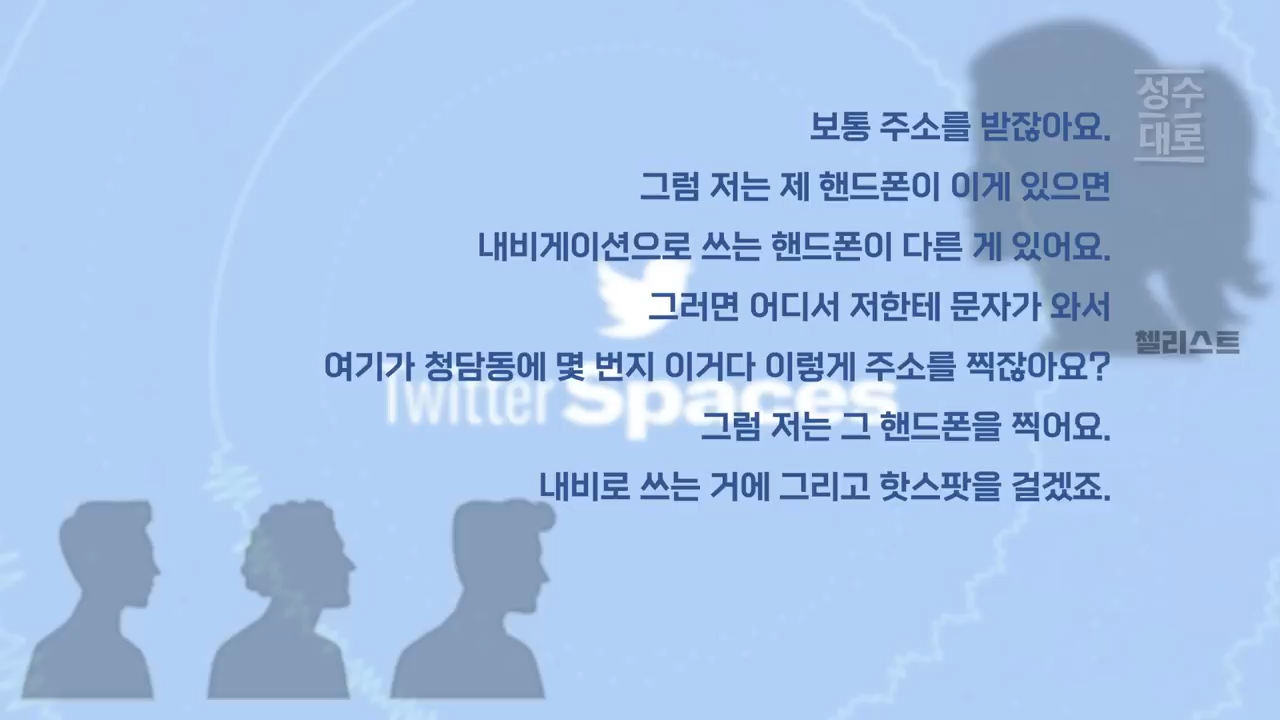 성수
대로
보통 주소를 받잖아요.
그럼 저는 제 핸드폰이 이게 있으면
내비게이션으로 쓰는 핸드폰이 다른 게 있어요.
그러면 어디서 저한테 문자가 와서
첼리스트
여기가 청담동에 몇 번지 이거다 이렇게 주소를 찍잖아요?
Twitter Spaces
그럼 저는 그 핸드폰을 찍어요.
내비로 쓰는 거에 그리고 핫스팟을 걸겠죠.